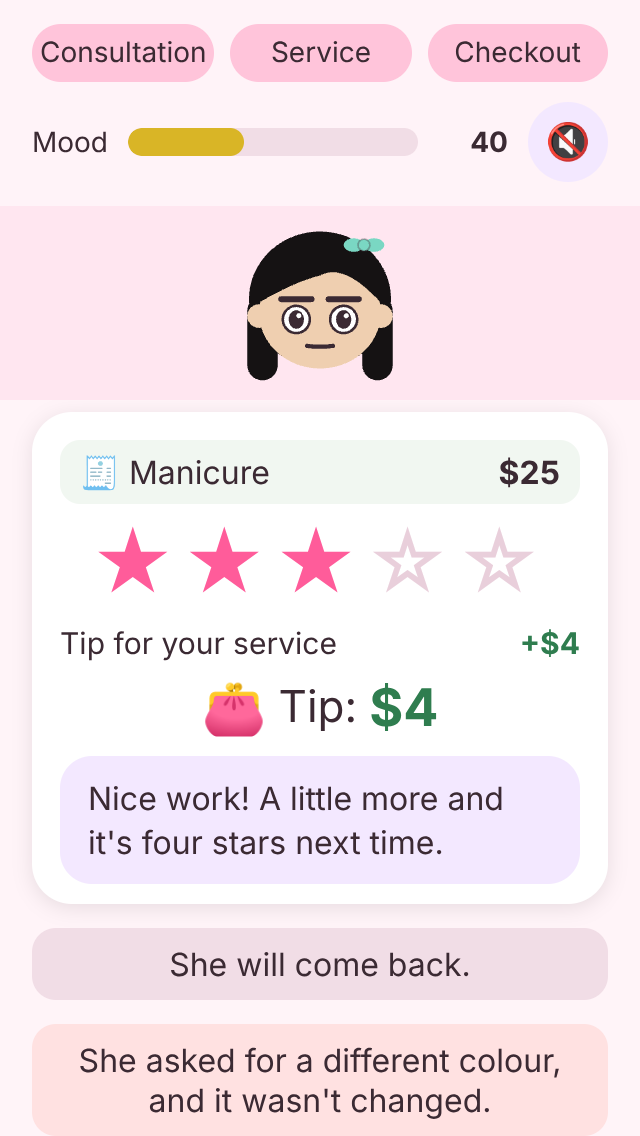 Consultation
Service
Checkout
Mood
40
Manicure
$25
Tip for your service
+$4
Tip: $4
Nice work! A little more and
it's four stars next time.
She will come back.
She asked for a different colour,
and it wasn't changed.